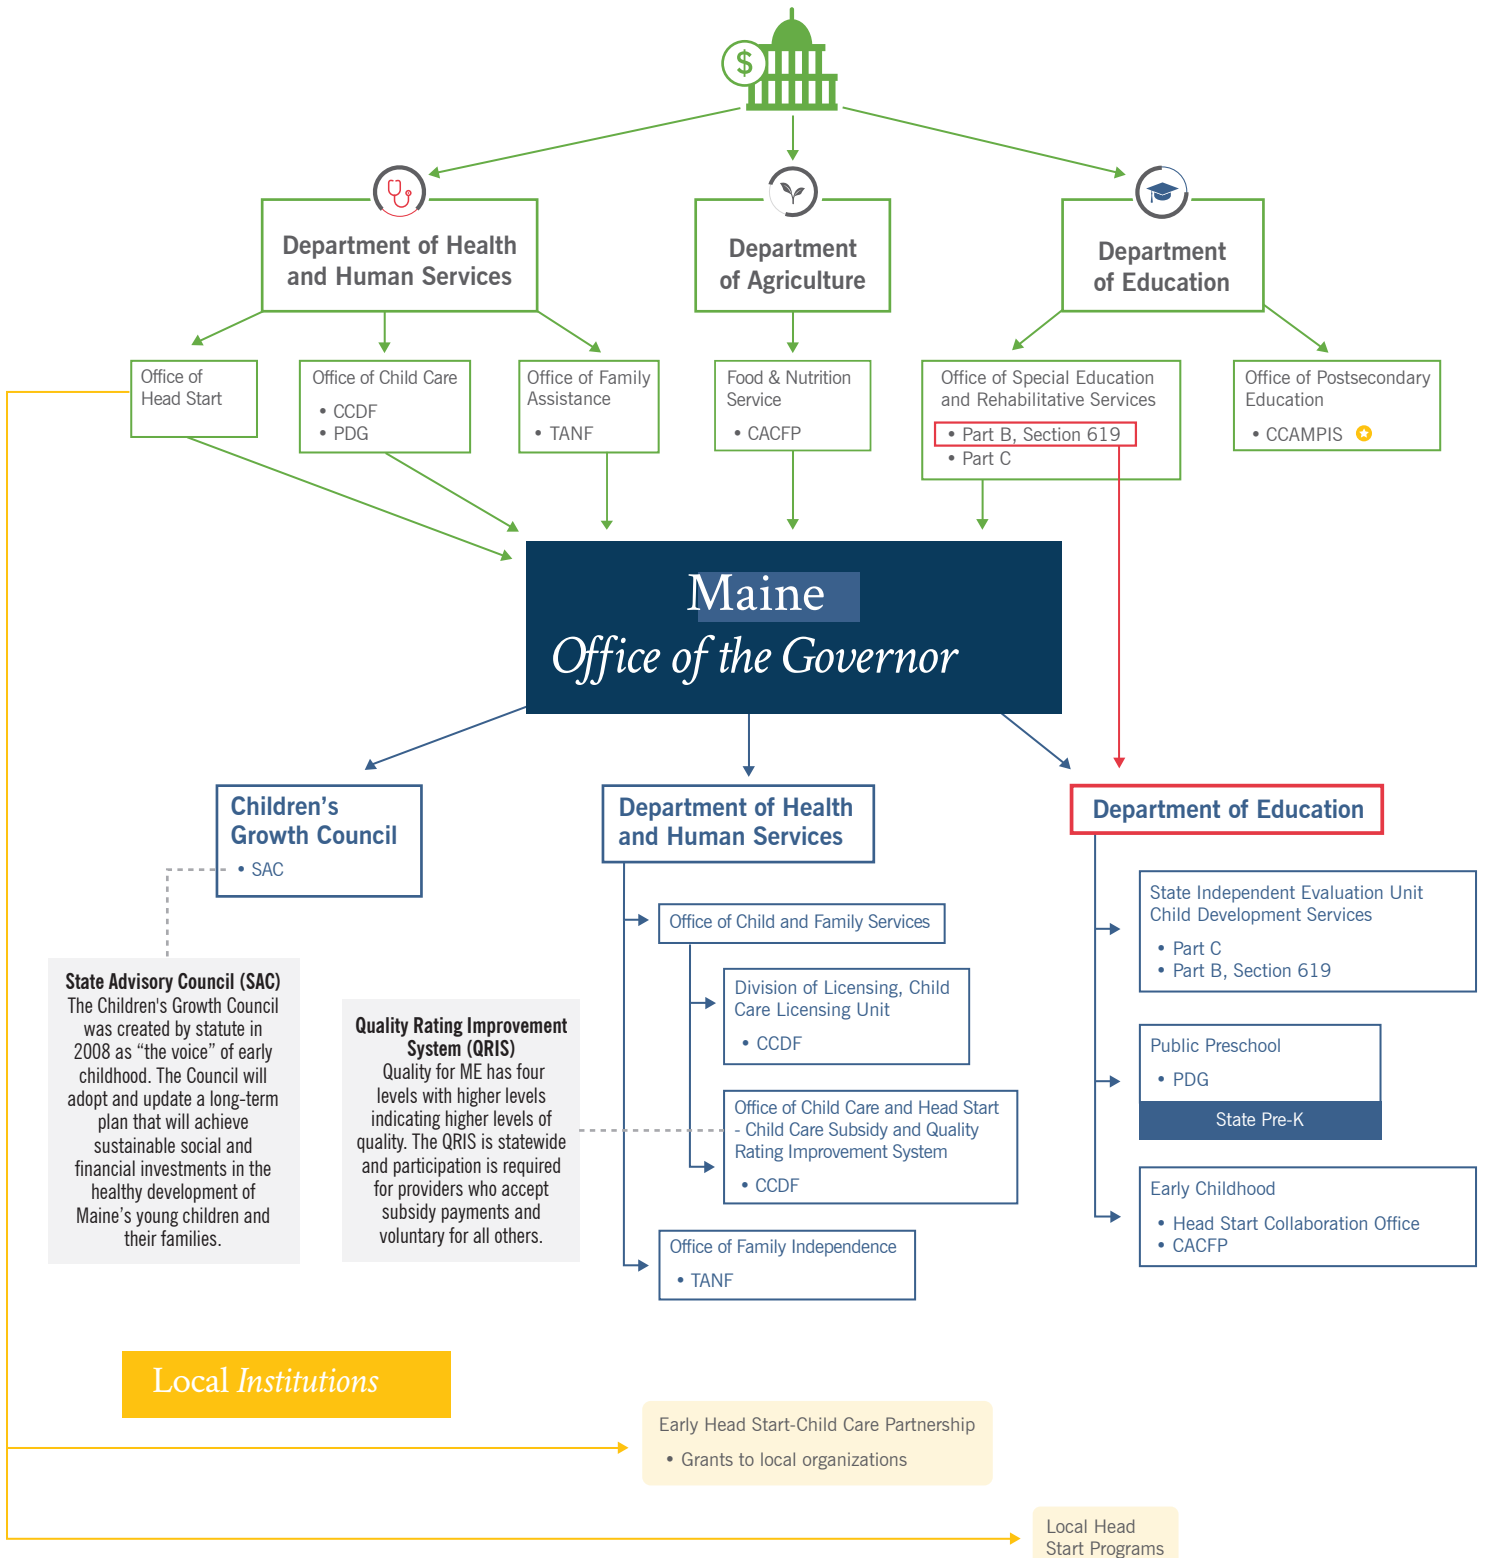 $
Department of Health
and Human Services
Department
of Agriculture
Department
of Education
Office of
Head Start
Office of Child Care
• CCDF
• PDG
Office of Family
Assistance
• TANF
Food & Nutrition
Service
• CACFP
Office of Special Education
and Rehabilitative Services
• Part B, Section 619
• Part C
Office of Postsecondary
Education
• CCAMPIS
Maine
Office of the Governor
Children’s
Growth Council
• SAC
State Advisory Council (SAC)
The Children's Growth Council
was created by statute in
2008 as “the voice” of early
childhood. The Council will
adopt and update a long-term
plan that will achieve
sustainable social and
financial investments in the
healthy development of
Maine’s young children and
their families.
Quality Rating Improvement
System (QRIS)
Quality for ME has four
levels with higher levels
indicating higher levels of
quality. The QRIS is statewide
and participation is required
for providers who accept
subsidy payments and
voluntary for all others.
Department of Health
and Human Services
Office of Child and Family Services
Division of Licensing, Child
Care Licensing Unit
• CCDF
Office of Child Care and Head Start
- Child Care Subsidy and Quality
Rating Improvement System
• CCDF
Office of Family Independence
• TANF
Department of Education
State Independent Evaluation Unit
Child Development Services
• Part C
• Part B, Section 619
Public Preschool
• PDG
State Pre-K
Early Childhood
• Head Start Collaboration Office
• CACFP
Local Institutions
Early Head Start-Child Care Partnership
• Grants to local organizations
Local Head
Start Programs